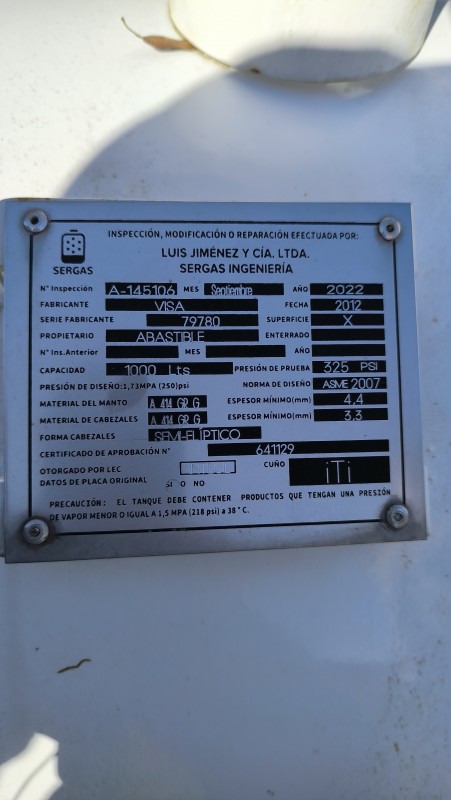 INSPECCIÓN, MODIFICACIÓN O REPARACIÓN EFECTUADA POR:
LUIS JIMÉNEZ Y CÍA. LTDA.
SERGAS INGENIERÍA
SERGAS
N° Inspección A-145106 MES Septiembre AÑO 2022
FABRICANTE VISA FECHA 2012
SERIE FABRICANTE 79780 SUPERFICIE X
PROPIETARIO ABASTIBLE ENTERRADO
N° Ins.Anterior MES AÑO
CAPACIDAD 1000 Lts PRESIÓN DE PRUEBA 325 PSI
PRESIÓN DE DISEÑO:1,73MPA (250)psi NORMA DE DISEÑO ASME 2007
MATERIAL DEL MANTO A 414 GR G ESPESOR MÍNIMO(mm) 4,4
MATERIAL DE CABEZALES A 414 GR G ESPESOR MÍNIMO(mm) 3,3
FORMA CABEZALES SEMI-ELÍPTICO
CERTIFICADO DE APROBACIÓN N° 641129
OTORGADO POR LEC CUÑO iTi
DATOS DE PLACA ORIGINAL SI O NO
PRECAUCIÓN: EL TANQUE DEBE CONTENER PRODUCTOS QUE TENGAN UNA PRESIÓN
DE VAPOR MENOR O IGUAL A 1,5 MPA (218 psi) a 38° C.